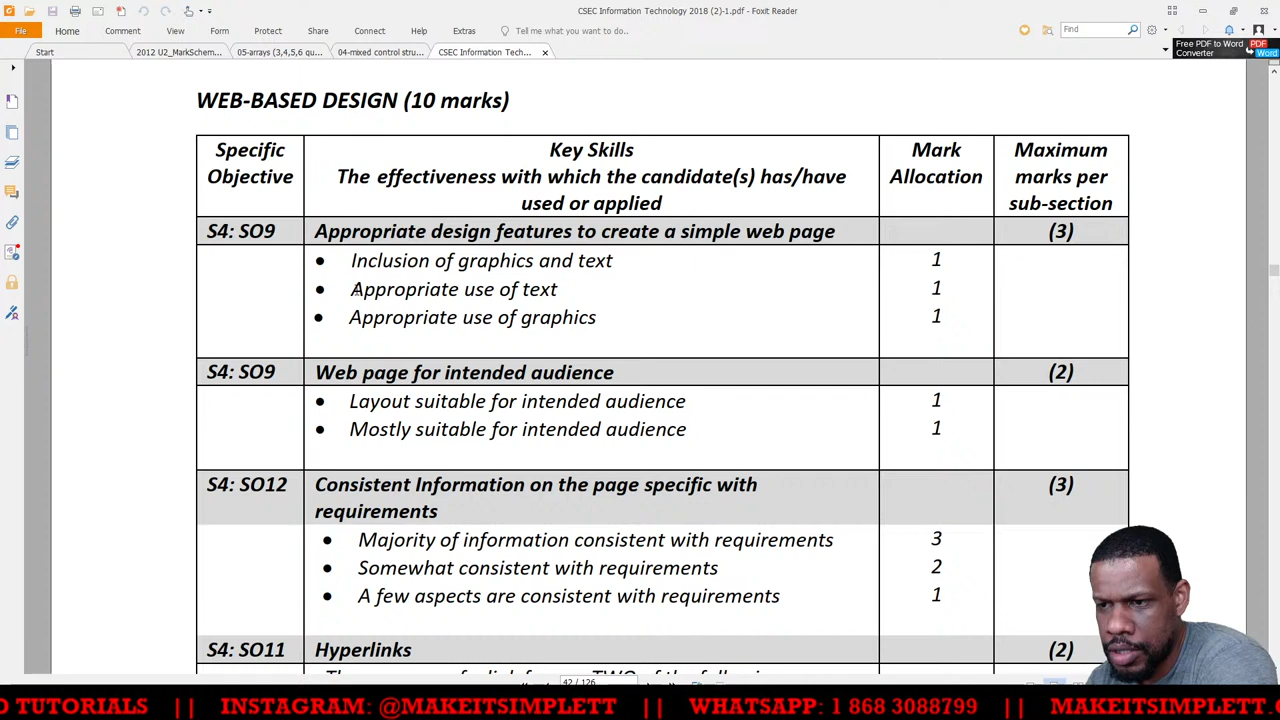 CSEC Information Technology 2018 (2)-1.pdf - Foxit Reader
File Home Comment View Form Protect Share Connect Help Extras Tell me what you want to do... Find
Free PDF to Word Converter PDF Word
Start 2012 U2_MarkSchem... 05-arrays (3,4,5,6 qu... 04-mixed control stru... CSEC Information Tech...
WEB-BASED DESIGN (10 marks)
Specific Objective
Key Skills
The effectiveness with which the candidate(s) has/have used or applied
Mark Allocation
Maximum marks per sub-section
S4: SO9 Appropriate design features to create a simple web page (3)
• Inclusion of graphics and text 1
• Appropriate use of text 1
• Appropriate use of graphics 1
S4: SO9 Web page for intended audience (2)
• Layout suitable for intended audience 1
• Mostly suitable for intended audience 1
S4: SO12 Consistent Information on the page specific with requirements (3)
• Majority of information consistent with requirements 3
• Somewhat consistent with requirements 2
• A few aspects are consistent with requirements 1
S4: SO11 Hyperlinks (2)
42 / 126
D TUTORIALS || INSTAGRAM: @MAKEITSIMPLETT || WHATSAPP: 1 868 3088799 || MAKEITSIMPLETT.C